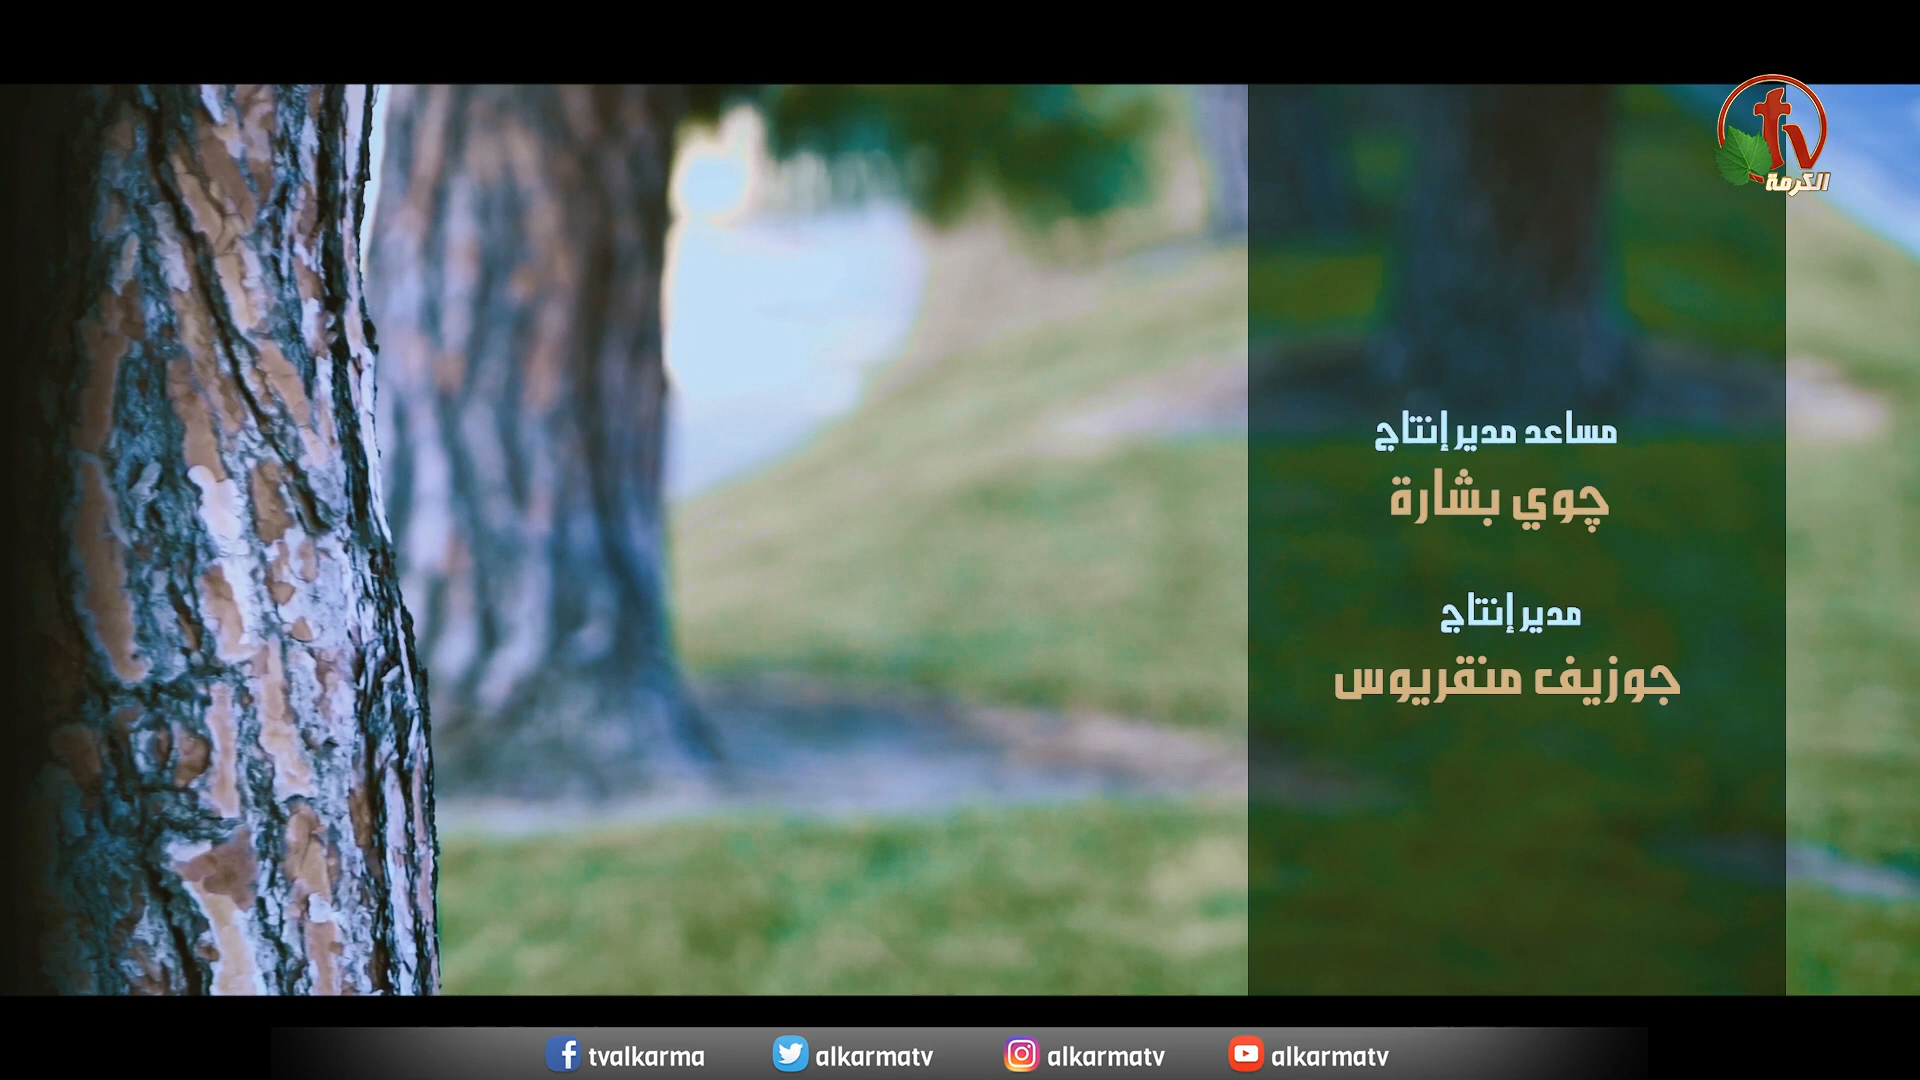 tv
الكرمة
مساعد مدير إنتاج
چوي بشارة
مدير إنتاج
جوزيف منقريوس
tvalkarma
alkarmatv
alkarmatv
alkarmatv